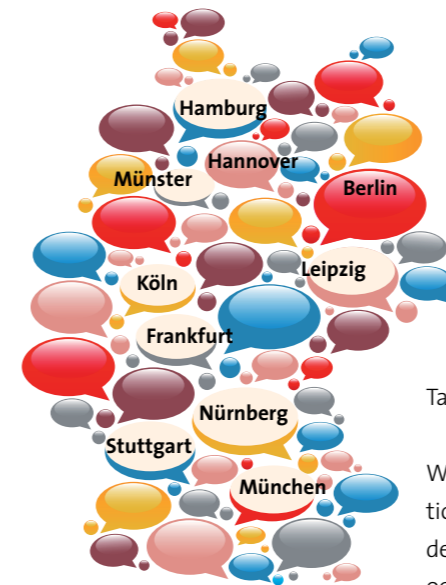 Hamburg
Hannover
Münster
Berlin
Leipzig
Köln
Frankfurt
Nürnberg
Stuttgart
München